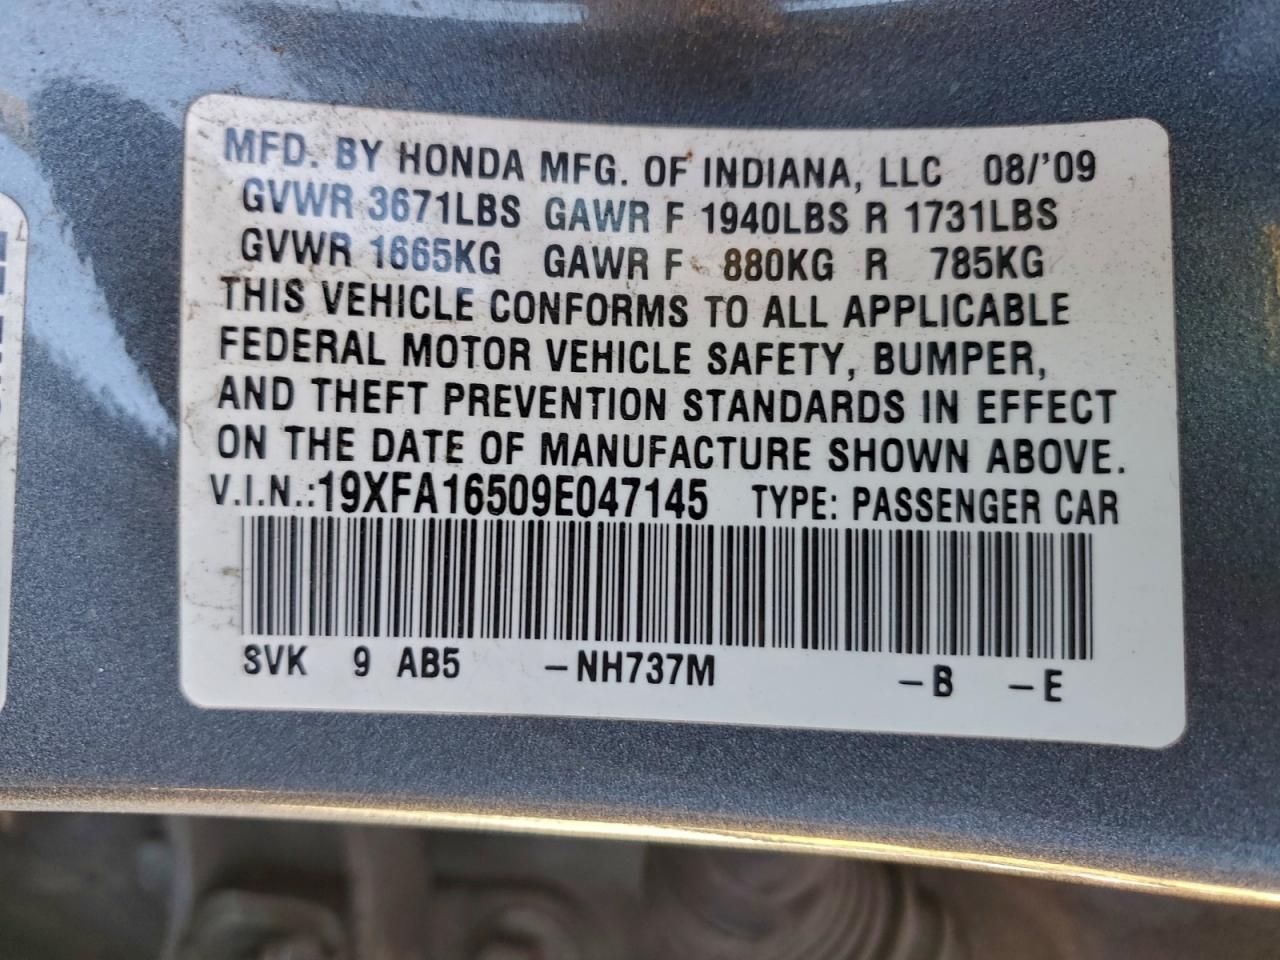 MFD. BY HONDA MFG. OF INDIANA, LLC 08/'09
GVWR 3671LBS GAWR F 1940LBS R 1731LBS
GVWR 1665KG GAWR F 880KG R 785KG
THIS VEHICLE CONFORMS TO ALL APPLICABLE
FEDERAL MOTOR VEHICLE SAFETY, BUMPER,
AND THEFT PREVENTION STANDARDS IN EFFECT
ON THE DATE OF MANUFACTURE SHOWN ABOVE.
V.I.N.:19XFA16509E047145 TYPE: PASSENGER CAR
SVK 9 AB5 –NH737M –B –E